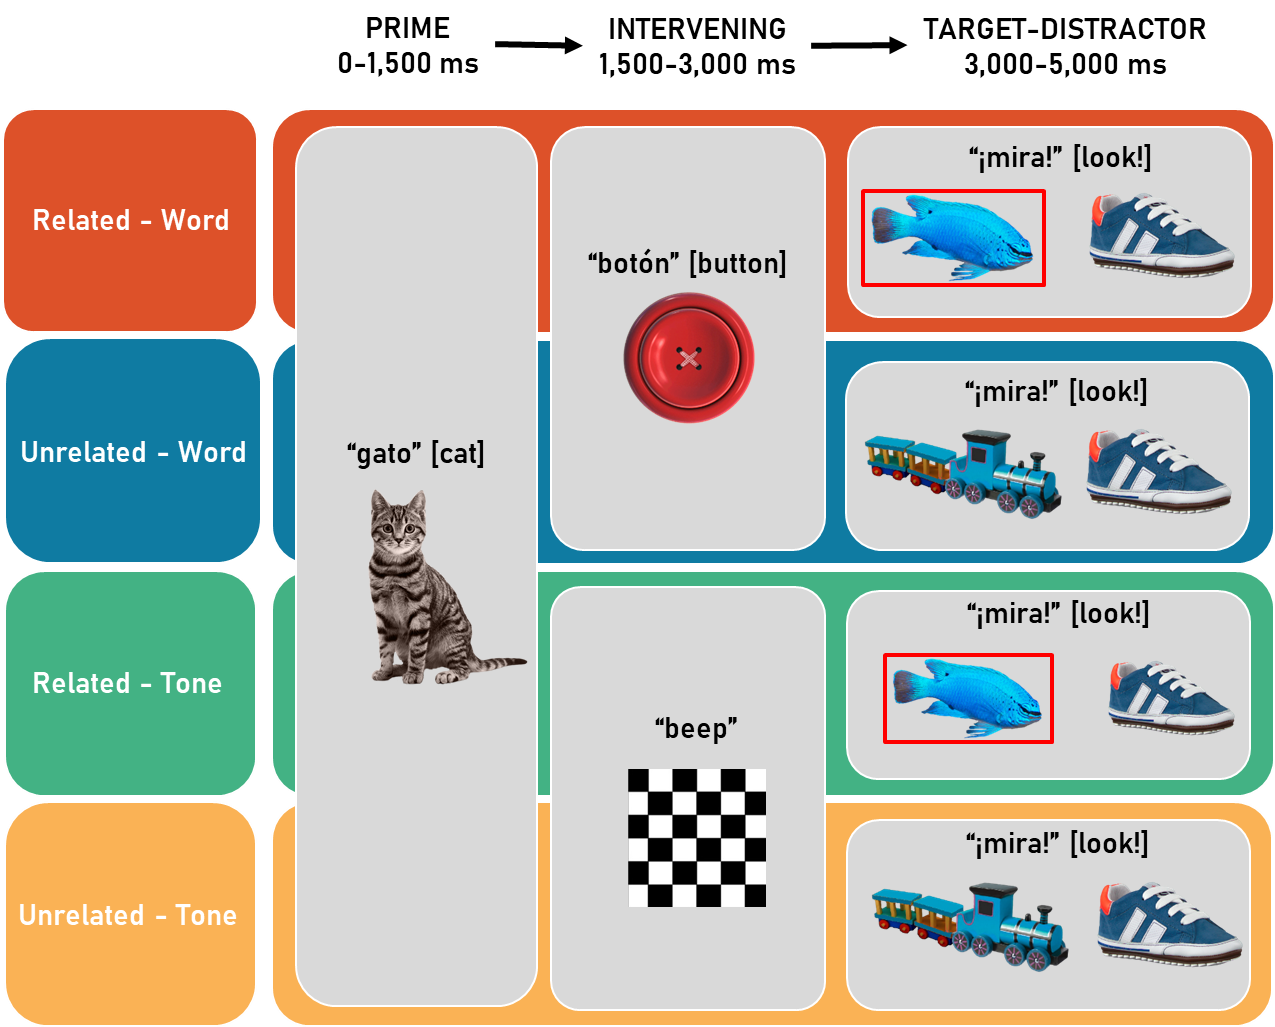 PRIME
0-1,500 ms
INTERVENING
1,500-3,000 ms
TARGET-DISTRACTOR
3,000-5,000 ms
Related - Word
Unrelated - Word
Related - Tone
Unrelated - Tone
“gato” [cat]
“botón” [button]
“beep”
“¡mira!” [look!]
“¡mira!” [look!]
“¡mira!” [look!]
“¡mira!” [look!]